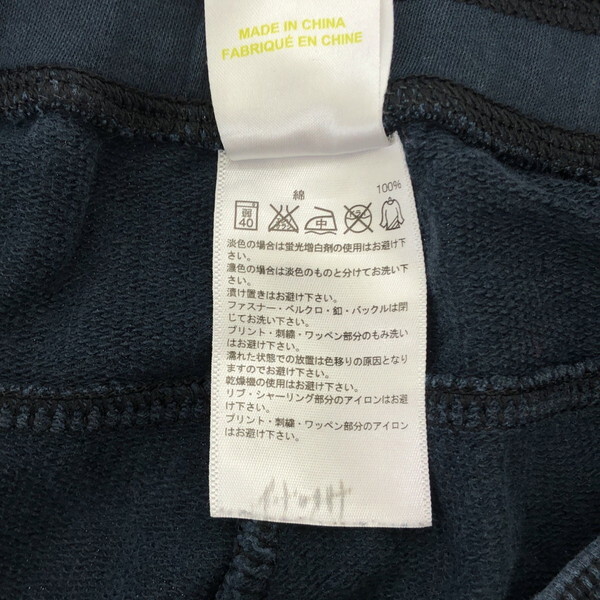 MADE IN CHINA
FABRIQUÉ EN CHINE
綿 100%
弱 40 中
淡色の場合は蛍光増白剤の使用はお避け下
さい。
濃色の場合は淡色のものと分けてお洗い下
さい。
漬け置きはお避け下さい。
ファスナー・ベルクロ・釦・バックルは閉
じてお洗い下さい。
プリント・刺繍・ワッペン部分のもみ洗い
はお避け下さい。
濡れた状態での放置は色移りの原因となり
ますのでお避け下さい。
乾燥機の使用はお避け下さい。
リブ・シャーリング部分のアイロンはお避
け下さい。
プリント・刺繍・ワッペン部分のアイロン
はお避け下さい。